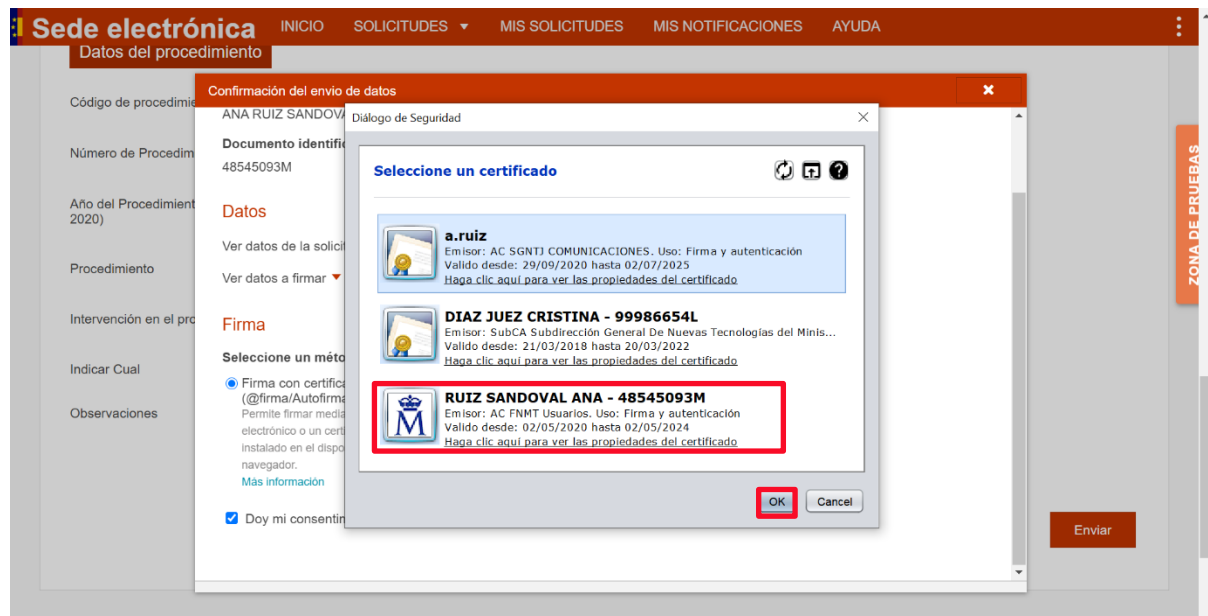 Sede electrónica
INICIO
SOLICITUDES
MIS SOLICITUDES
MIS NOTIFICACIONES
AYUDA
Datos del procedimiento
Código de procedimie
Número de Procedim
Año del Procedimient
2020)
Procedimiento
Intervención en el pro
Indicar Cual
Observaciones
Confirmación del envio de datos
ANA RUIZ SANDOVA
Documento identific
48545093M
Datos
Ver datos de la solicit
Ver datos a firmar
Firma
Seleccione un méto
Firma con certifica
(@firma/Autofirma
Permite firmar media
electrónico o un cert
instalado en el dispo
navegador.
Más información
Doy mi consentin
Diálogo de Seguridad
Seleccione un certificado
a.ruiz
Emisor: AC SGNTJ COMUNICACIONES. Uso: Firma y autenticación
Valido desde: 29/09/2020 hasta 02/07/2025
Haga clic aquí para ver las propiedades del certificado
DIAZ JUEZ CRISTINA - 99986654L
Emisor: SubCA Subdirección General De Nuevas Tecnologías del Minis...
Valido desde: 21/03/2018 hasta 20/03/2022
Haga clic aquí para ver las propiedades del certificado
RUIZ SANDOVAL ANA - 48545093M
Emisor: AC FNMT Usuarios. Uso: Firma y autenticación
Valido desde: 02/05/2020 hasta 02/05/2024
Haga clic aquí para ver las propiedades del certificado
OK
Cancel
Enviar
ZONA DE PRUEBAS